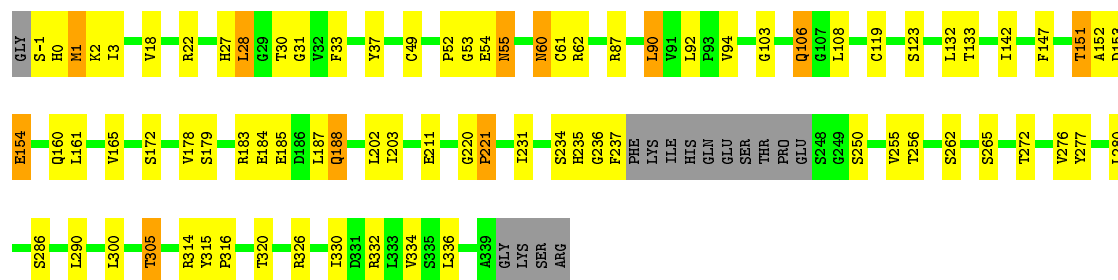 GLY S-1 H0 M1 K2 I3 V18 R22 H27 L28 G29 T30 G31 V32 F33 Y37 C49 P52 G53 E54 N55 N60 C61 R62 R87 L90 V91 L92 P93 V94 G103 Q106 G107 L108 C119 S123 L132 T133 I142 F147 T151 A152 D153
E154 Q160 L161 V165 S172 V178 S179 R183 E184 E185 D186 L187 Q188 L202 I203 E211 G220 P221 I231 S234 H235 G236 F237 PHE LYS ILE HIS GLN GLU SER THR PRO GLU S248 G249 S250 V255 T256 S262 S265 T272 V276 Y277 L280
S286 L290 L300 T305 R314 Y315 P316 T320 R326 I330 D331 R332 L333 V334 S335 L336 A339 GLY LYS SER ARG